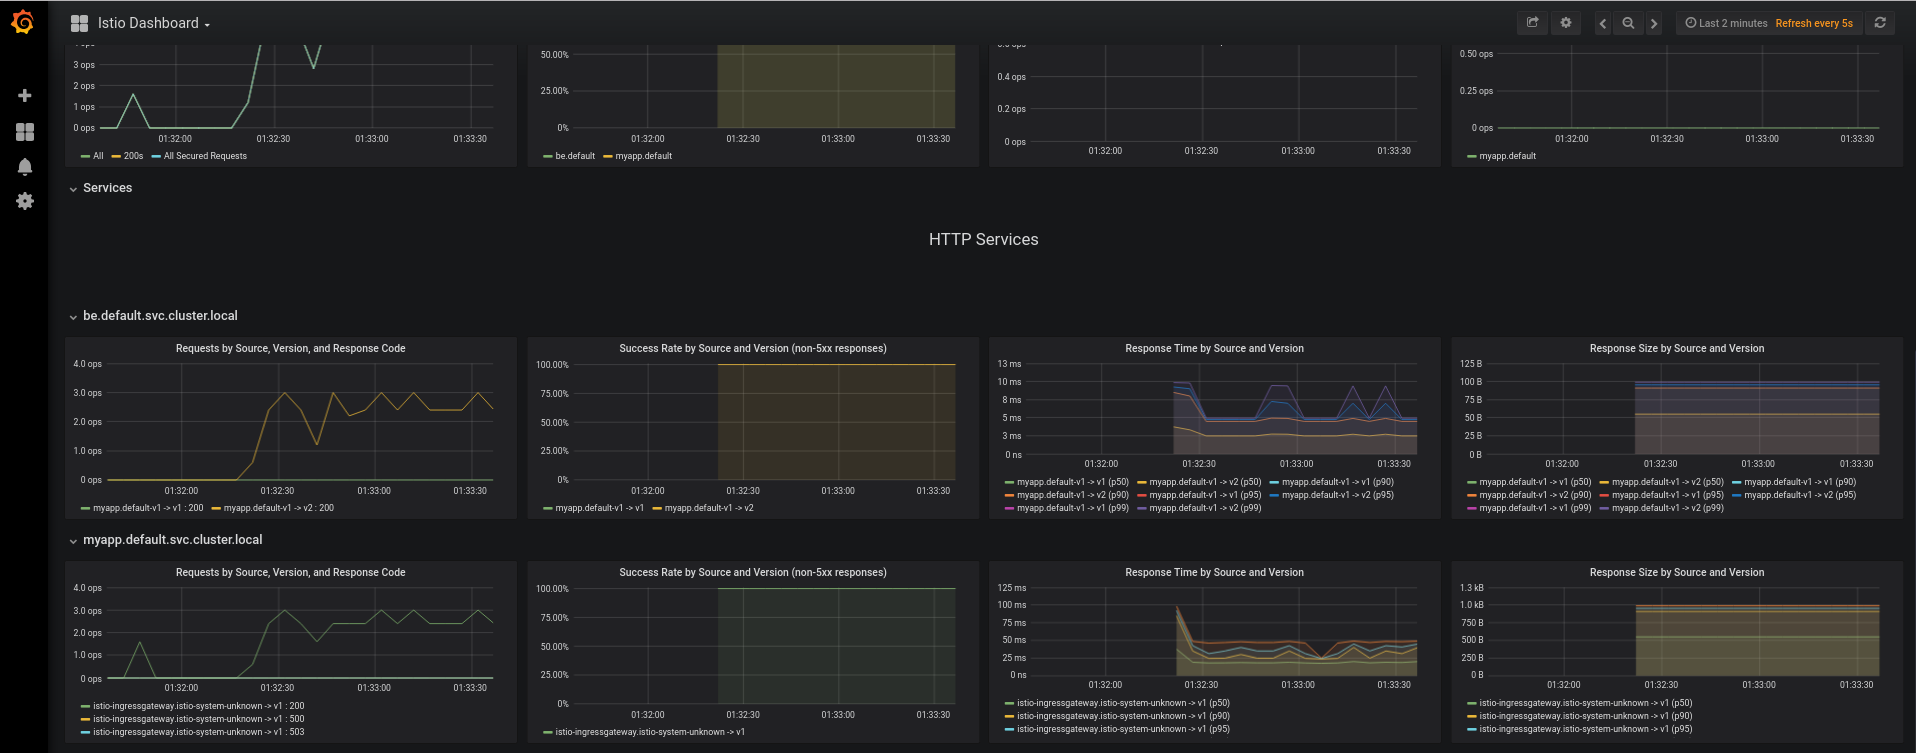 Istio Dashboard
Last 2 minutes Refresh every 5s
3 ops
2 ops
1 ops
0 ops
01:32:00 01:32:30 01:33:00 01:33:30
All 200s All Secured Requests
50.00%
25.00%
0%
01:32:00 01:32:30 01:33:00 01:33:30
be.default myapp.default
0.4 ops
0.2 ops
0 ops
01:32:00 01:32:30 01:33:00 01:33:30
0.50 ops
0.25 ops
0 ops
01:32:00 01:32:30 01:33:00 01:33:30
myapp.default
Services
HTTP Services
be.default.svc.cluster.local
Requests by Source, Version, and Response Code
4.0 ops
3.0 ops
2.0 ops
1.0 ops
0 ops
01:32:00 01:32:30 01:33:00 01:33:30
myapp.default-v1 -> v1 : 200 myapp.default-v1 -> v2 : 200
Success Rate by Source and Version (non-5xx responses)
100.00%
75.00%
50.00%
25.00%
0%
01:32:00 01:32:30 01:33:00 01:33:30
myapp.default-v1 -> v1 myapp.default-v1 -> v2
Response Time by Source and Version
13 ms
10 ms
8 ms
5 ms
3 ms
0 ns
01:32:00 01:32:30 01:33:00 01:33:30
myapp.default-v1 -> v1 (p50) myapp.default-v1 -> v2 (p50) myapp.default-v1 -> v1 (p90)
myapp.default-v1 -> v2 (p90) myapp.default-v1 -> v1 (p95) myapp.default-v1 -> v2 (p95)
myapp.default-v1 -> v1 (p99) myapp.default-v1 -> v2 (p99)
Response Size by Source and Version
125 B
100 B
75 B
50 B
25 B
0 B
01:32:00 01:32:30 01:33:00 01:33:30
myapp.default-v1 -> v1 (p50) myapp.default-v1 -> v2 (p50) myapp.default-v1 -> v1 (p90)
myapp.default-v1 -> v2 (p90) myapp.default-v1 -> v1 (p95) myapp.default-v1 -> v2 (p95)
myapp.default-v1 -> v1 (p99) myapp.default-v1 -> v2 (p99)
myapp.default.svc.cluster.local
Requests by Source, Version, and Response Code
4.0 ops
3.0 ops
2.0 ops
1.0 ops
0 ops
01:32:00 01:32:30 01:33:00 01:33:30
istio-ingressgateway.istio-system-unknown -> v1 : 200
istio-ingressgateway.istio-system-unknown -> v1 : 500
istio-ingressgateway.istio-system-unknown -> v1 : 503
Success Rate by Source and Version (non-5xx responses)
100.00%
75.00%
50.00%
25.00%
0%
01:32:00 01:32:30 01:33:00 01:33:30
istio-ingressgateway.istio-system-unknown -> v1
Response Time by Source and Version
125 ms
100 ms
75 ms
50 ms
25 ms
0 ns
01:32:00 01:32:30 01:33:00 01:33:30
istio-ingressgateway.istio-system-unknown -> v1 (p50)
istio-ingressgateway.istio-system-unknown -> v1 (p90)
istio-ingressgateway.istio-system-unknown -> v1 (p95)
Response Size by Source and Version
1.3 kB
1.0 kB
750 B
500 B
250 B
0 B
01:32:00 01:32:30 01:33:00 01:33:30
istio-ingressgateway.istio-system-unknown -> v1 (p50)
istio-ingressgateway.istio-system-unknown -> v1 (p90)
istio-ingressgateway.istio-system-unknown -> v1 (p95)